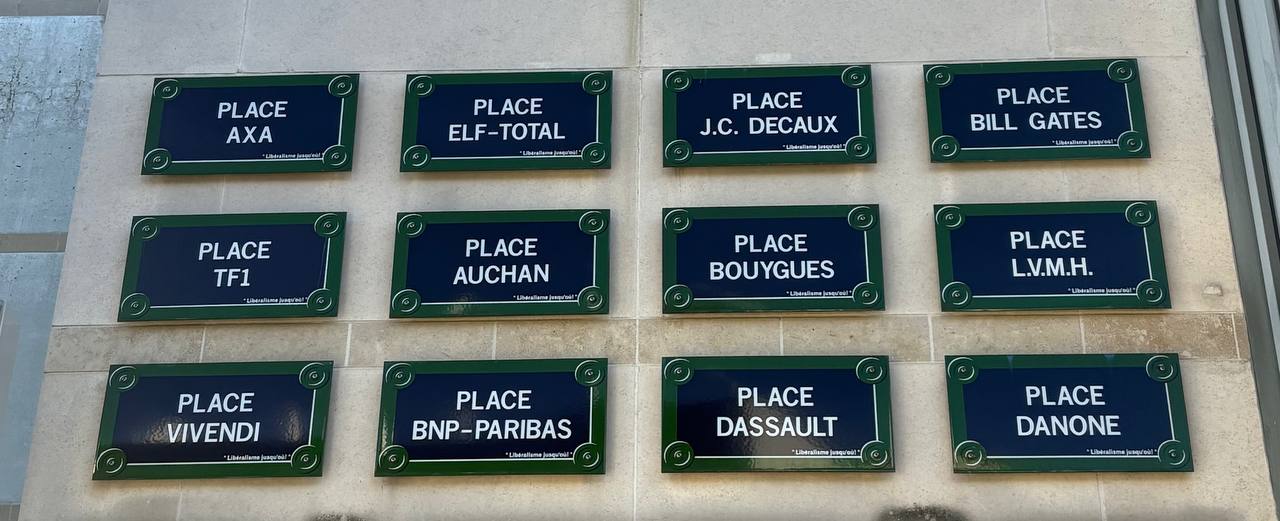 PLACE
AXA
"Libéralisme jusqu'où!"
PLACE
ELF-TOTAL
"Libéralisme jusqu'où!"
PLACE
J.C. DECAUX
"Libéralisme jusqu'où!"
PLACE
BILL GATES
"Libéralisme jusqu'où!"
PLACE
TF1
"Libéralisme jusqu'où!"
PLACE
AUCHAN
"Libéralisme jusqu'où!"
PLACE
BOUYGUES
"Libéralisme jusqu'où!"
PLACE
L.V.M.H.
"Libéralisme jusqu'où!"
PLACE
VIVENDI
"Libéralisme jusqu'où!"
PLACE
BNP-PARIBAS
"Libéralisme jusqu'où!"
PLACE
DASSAULT
"Libéralisme jusqu'où!"
PLACE
DANONE
"Libéralisme jusqu'où!"